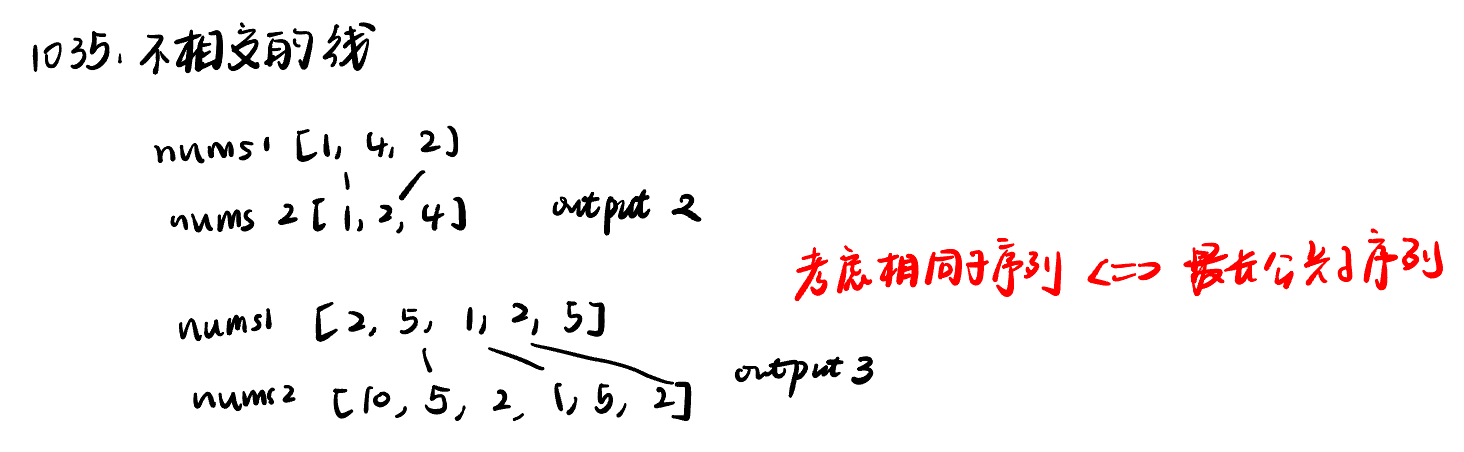 1035. 不相交的线
nums1 [1, 4, 2]
nums 2 [1, 2, 4] output 2
考虑相同子序列 <=> 最长公共子序列
nums1 [2, 5, 1, 2, 5]
nums2 [10, 5, 2, 1, 5, 2] output 3